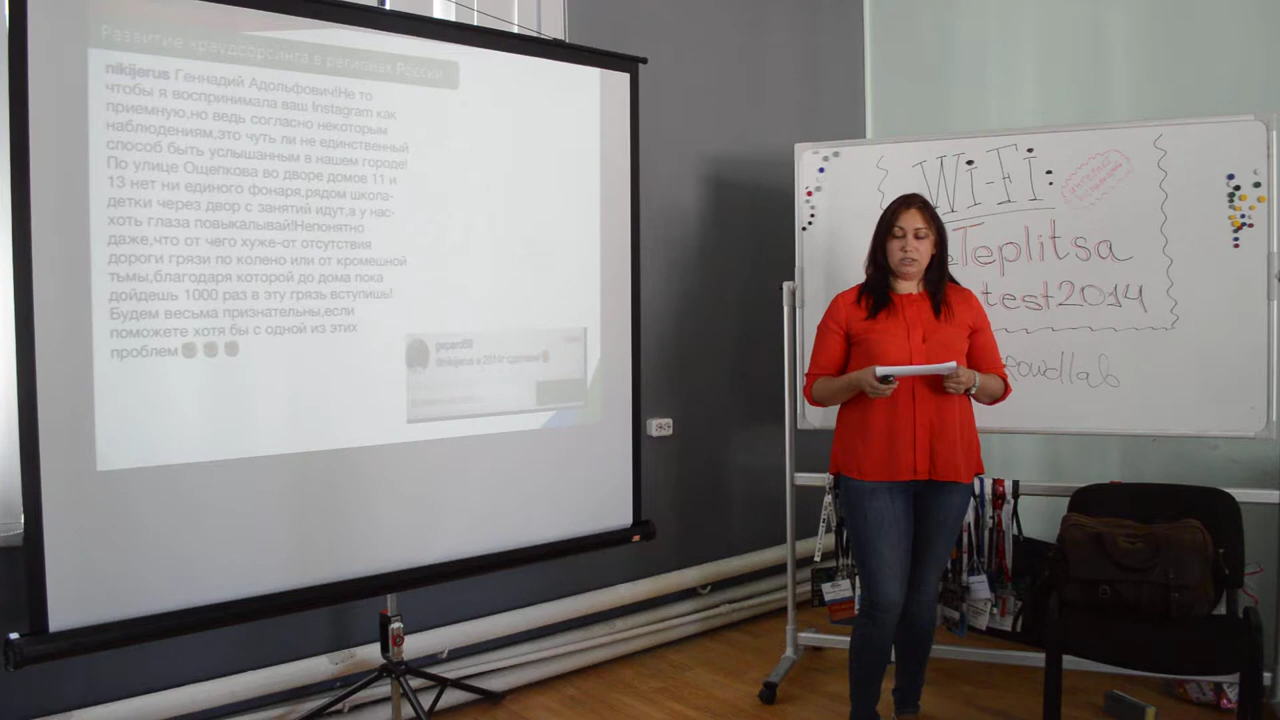 Развитие краудсорсинга в регионах России
nikijerus Геннадий Адольфович!Не то
чтобы я воспринимала ваш Instagram как
приемную,но ведь согласно некоторым
наблюдениям,это чуть ли не единственный
способ быть услышанным в нашем городе!
По улице Ощепкова во дворе домов 11 и
13 нет ни единого фонаря,рядом школа-
детки через двор с занятий идут,а у нас-
хоть глаза повыкалывай!Непонятно
даже,что от чего хуже-от отсутствия
дороги грязи по колено или от кромешной
тьмы,благодаря которой до дома пока
дойдешь 1000 раз в эту грязь вступишь!
Будем весьма признательны,если
поможете хотя бы с одной из этих
проблем
gepard59
@nikijerus в 2014г сделаем
Wi-Fi:
Teplitsa
test2014